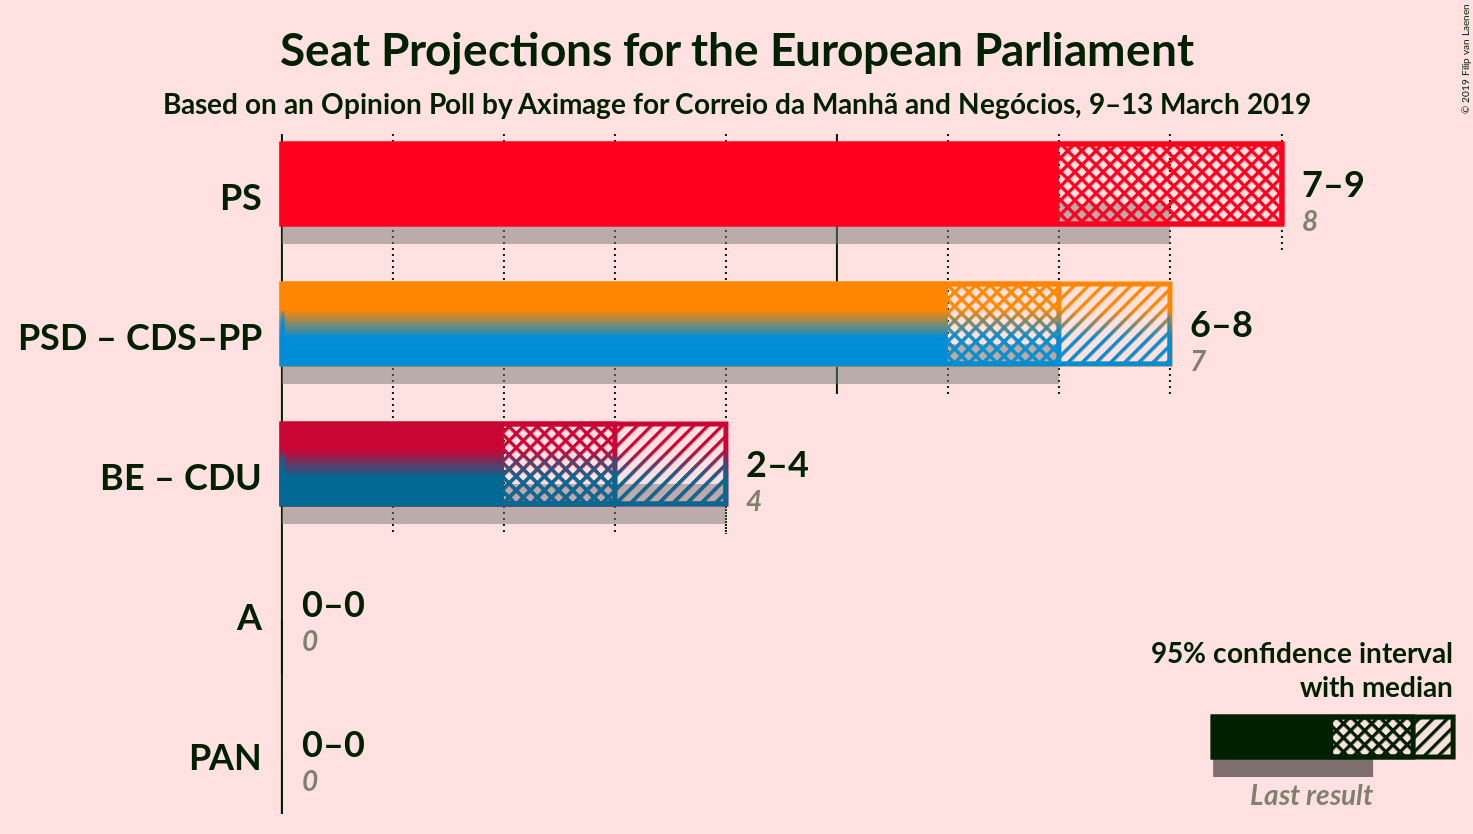 Seat Projections for the European Parliament
Based on an Opinion Poll by Aximage for Correio da Manhã and Negócios, 9–13 March 2019
© 2019 Filip van Laenen
PS
7–9
8
PSD – CDS–PP
6–8
7
BE – CDU
2–4
4
A
0–0
0
PAN
0–0
0
95% confidence interval
with median
Last result